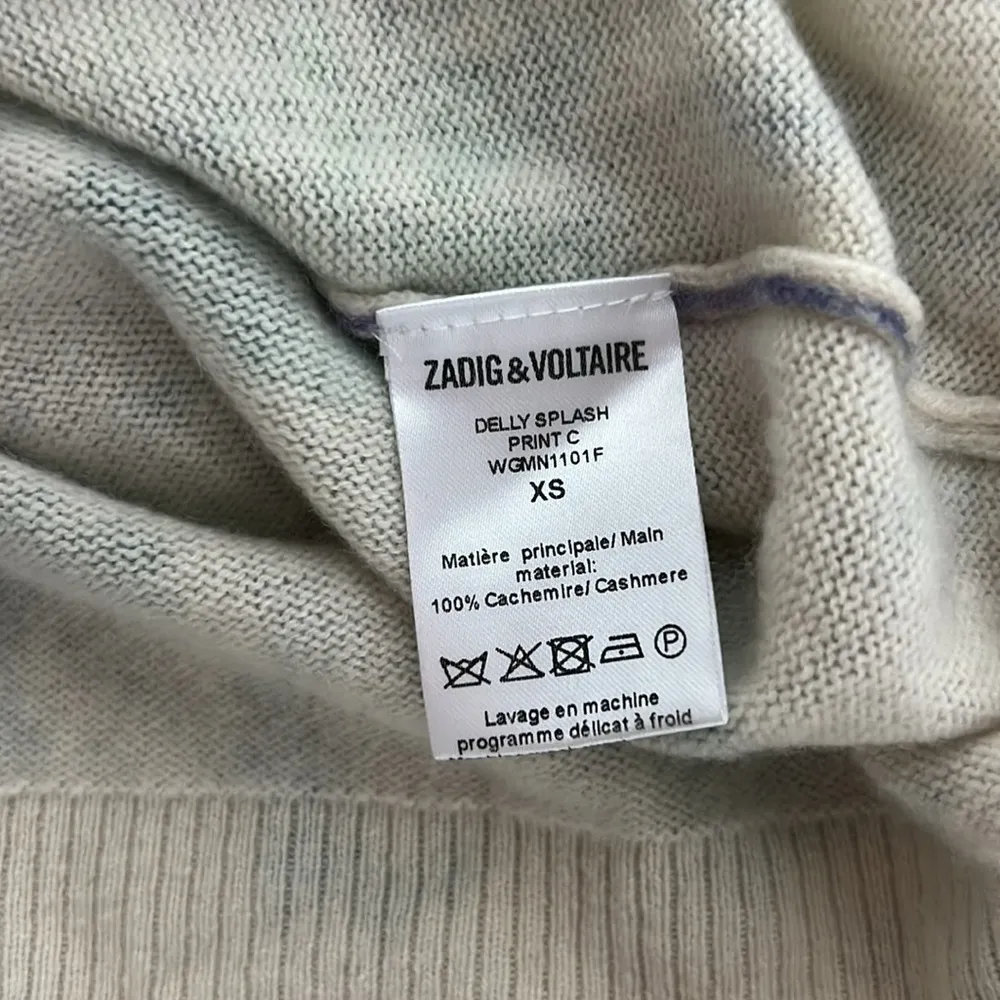 ZADIG&VOLTAIRE
DELLY SPLASH
PRINT C
WGMN1101F
XS
Matière principale/ Main
material:
100% Cachemire/ Cashmere
P
Lavage en machine
programme délicat à froid